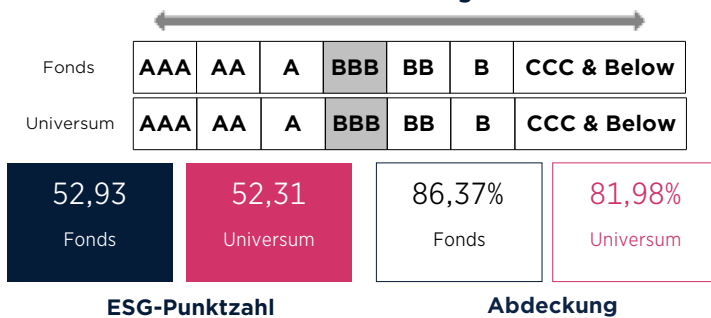 Fonds AAA AA A BBB BB B CCC & Below
Universum AAA AA A BBB BB B CCC & Below
52,93 52,31 86,37% 81,98%
Fonds Universum Fonds Universum
ESG-Punktzahl Abdeckung